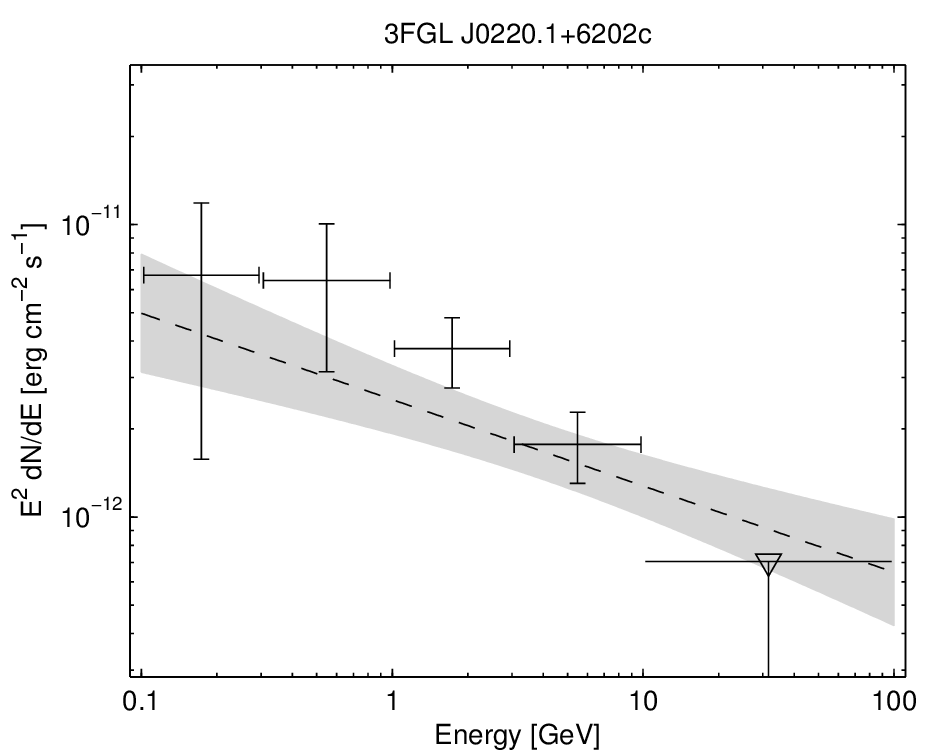 3FGL J0220.1+6202c
E² dN/dE [erg cm⁻² s⁻¹]
10⁻¹¹
10⁻¹²
0.1 1 10 100
Energy [GeV]